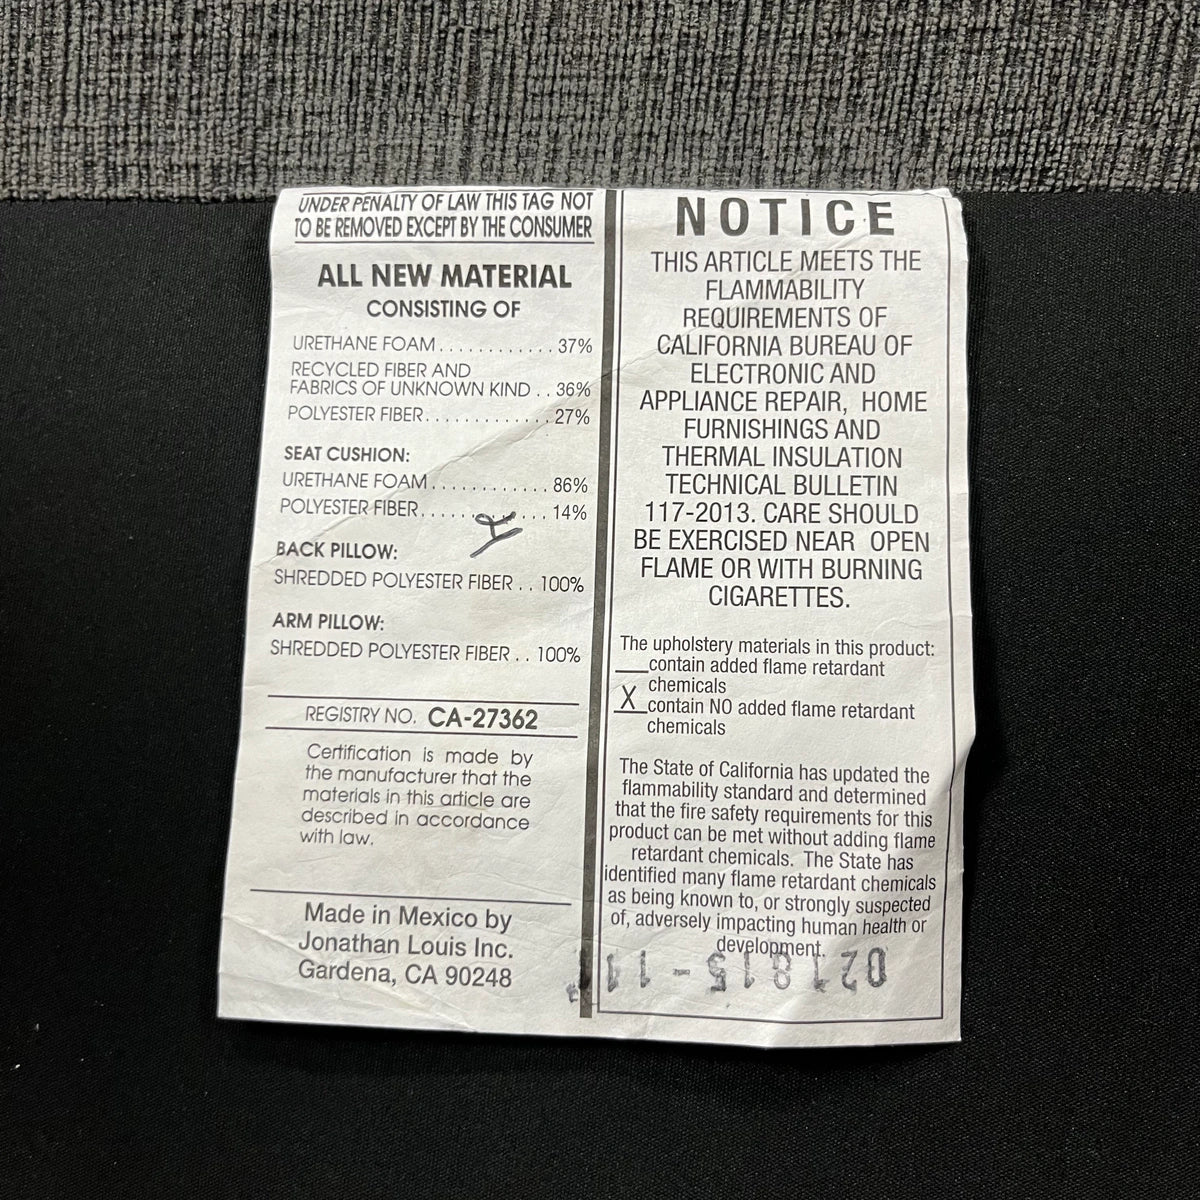 UNDER PENALTY OF LAW THIS TAG NOT
TO BE REMOVED EXCEPT BY THE CONSUMER
ALL NEW MATERIAL
CONSISTING OF
URETHANE FOAM............37%
RECYCLED FIBER AND
FABRICS OF UNKNOWN KIND..36%
POLYESTER FIBER.............27%
SEAT CUSHION:
URETHANE FOAM............86%
POLYESTER FIBER.............14%
BACK PILLOW:
SHREDDED POLYESTER FIBER..100%
ARM PILLOW:
SHREDDED POLYESTER FIBER..100%
REGISTRY NO. CA-27362
Certification is made by
the manufacturer that the
materials in this article are
described in accordance
with law.
Made in Mexico by
Jonathan Louis Inc.
Gardena, CA 90248
NOTICE
THIS ARTICLE MEETS THE
FLAMMABILITY
REQUIREMENTS OF
CALIFORNIA BUREAU OF
ELECTRONIC AND
APPLIANCE REPAIR, HOME
FURNISHINGS AND
THERMAL INSULATION
TECHNICAL BULLETIN
117-2013. CARE SHOULD
BE EXERCISED NEAR OPEN
FLAME OR WITH BURNING
CIGARETTES.
The upholstery materials in this product:
___contain added flame retardant
chemicals
X contain NO added flame retardant
chemicals
The State of California has updated the
flammability standard and determined
that the fire safety requirements for this
product can be met without adding flame
retardant chemicals. The State has
identified many flame retardant chemicals
as being known to, or strongly suspected
of, adversely impacting human health or
development.